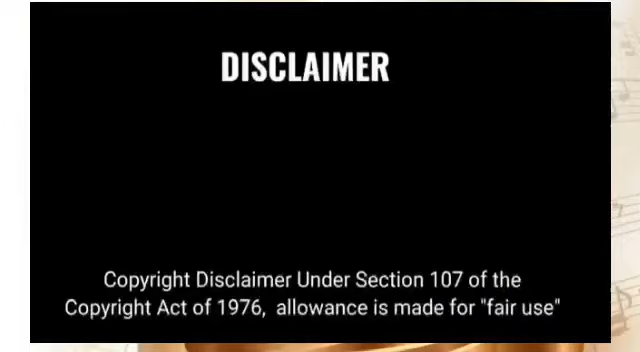 DISCLAIMER
Copyright Disclaimer Under Section 107 of the
Copyright Act of 1976, allowance is made for "fair use"